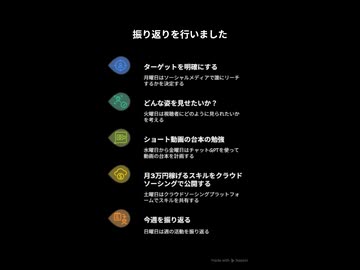 振り返りを行いました
ターゲットを明確にする
月曜日はソーシャルメディアで誰にリーチ
するかを決定する
どんな姿を見せたいか？
火曜日は視聴者にどのように見られたいか
を考える
ショート動画の台本の勉強
水曜日から金曜日はチャットGPTを使って
動画の台本を計画する
月3万円稼げるスキルをクラウド
ソーシングで公開する
土曜日はクラウドソーシングプラットフォ
ームでスキルを共有する
今週を振り返る
日曜日は週の活動を振り返る
Made with Napkin